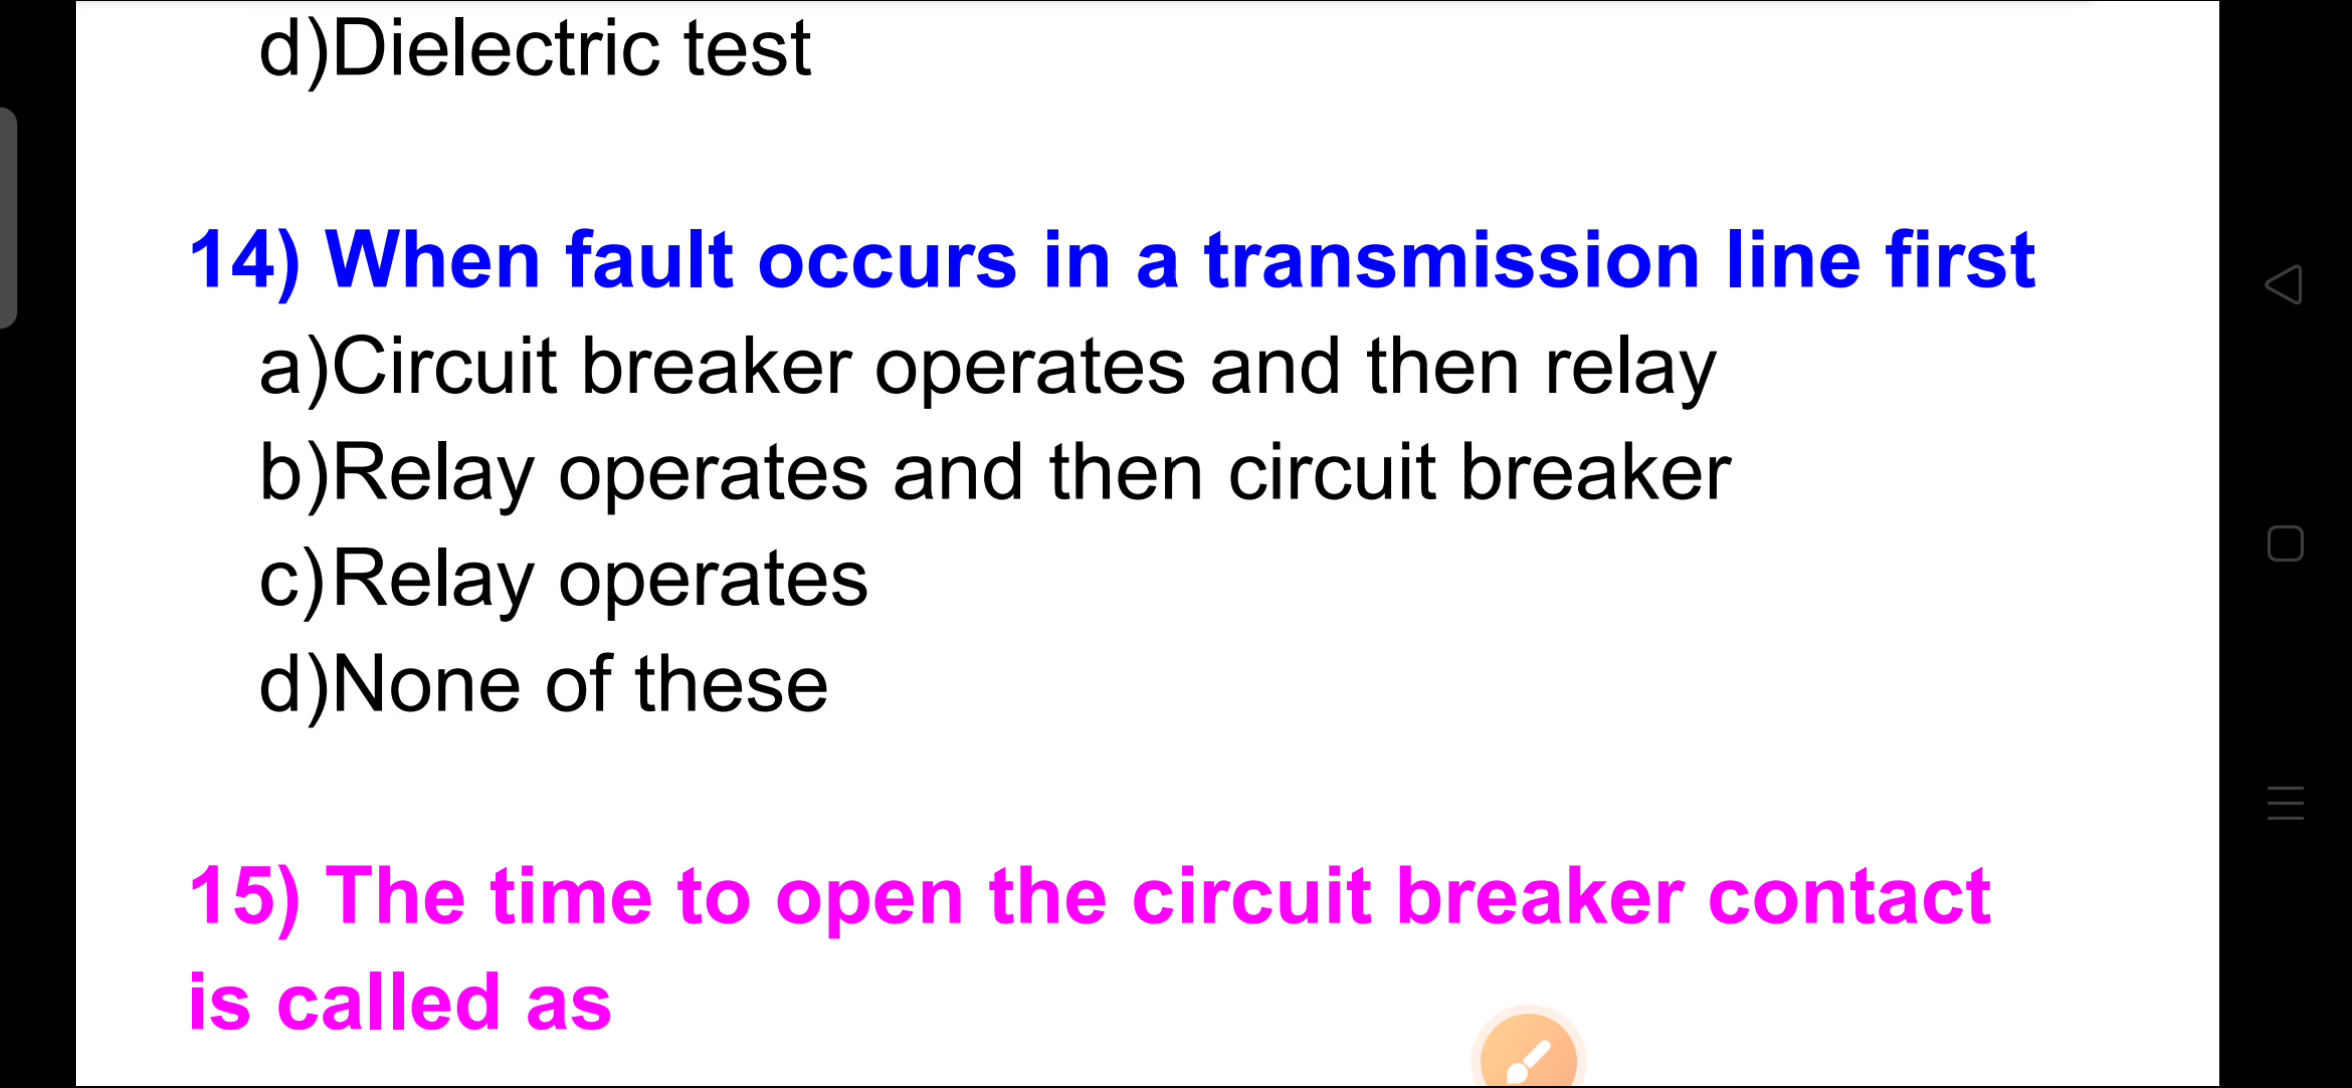 d)Dielectric test
14) When fault occurs in a transmission line first
a)Circuit breaker operates and then relay
b)Relay operates and then circuit breaker
c)Relay operates
d)None of these
15) The time to open the circuit breaker contact
is called as